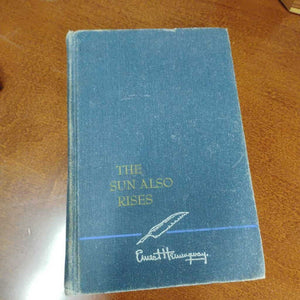 THE
SUN ALSO
RISES
Ernest Hemingway.